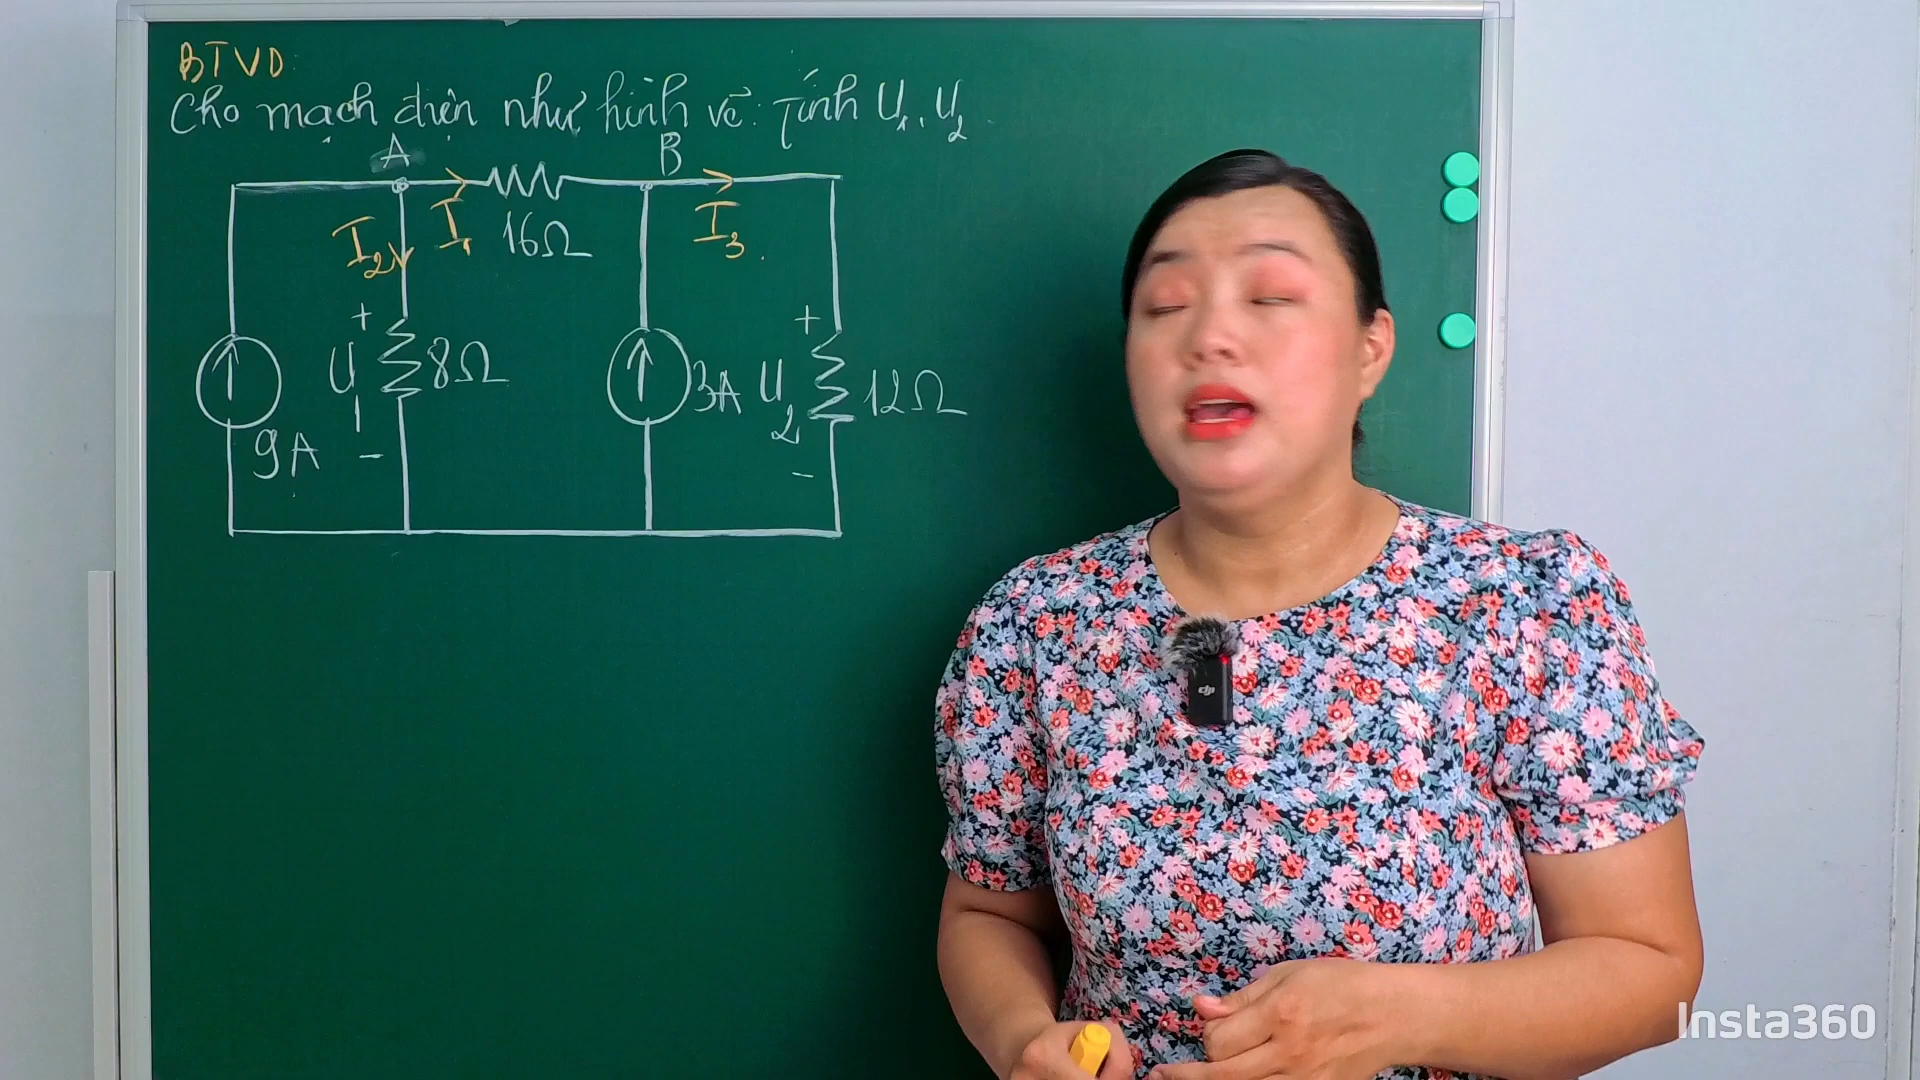 BTVD:
Cho mạch điện như hình vẽ: Tính U₁, U₂
A
B
I₂
I₁
16Ω
I₃
+
U₁
8Ω
-
9A
3A
+
U₂
12Ω
-
dji
Insta360